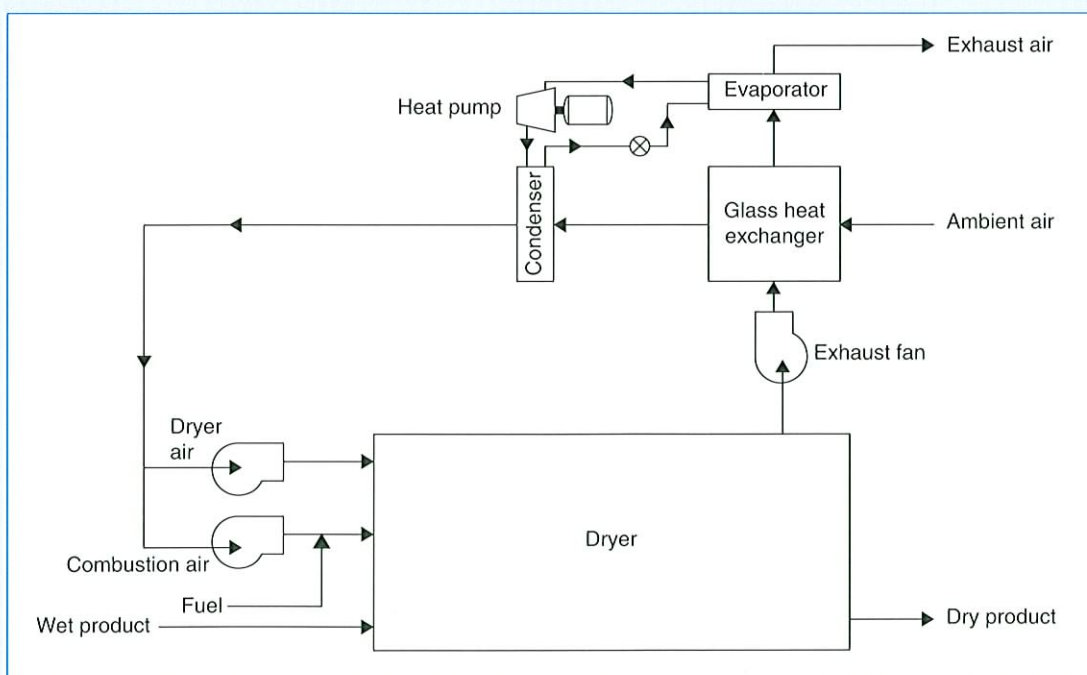 Exhaust air
Evaporator
Heat pump
Condenser
Glass heat
exchanger
Ambient air
Exhaust fan
Dryer
air
Combustion air
Dryer
Fuel
Wet product
Dry product